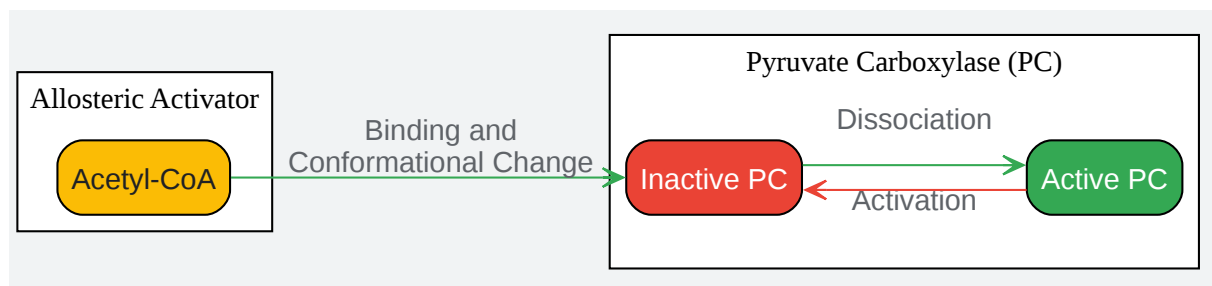 Pyruvate Carboxylase (PC)
Allosteric Activator
Binding and
Conformational Change
Dissociation
Acetyl-CoA
Inactive PC
Active PC
Activation